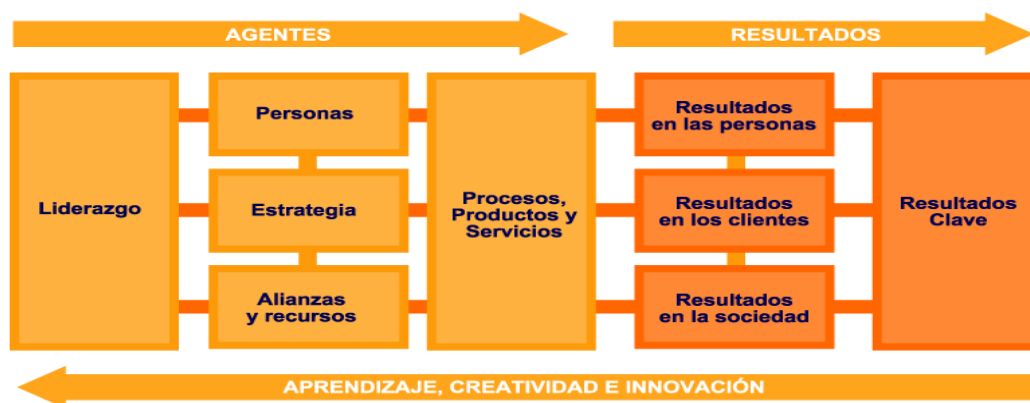 AGENTES
RESULTADOS
Liderazgo
Personas
Estrategia
Alianzas
y recursos
Procesos,
Productos y
Servicios
Resultados
en las personas
Resultados
en los clientes
Resultados
en la sociedad
Resultados
Clave
APRENDIZAJE, CREATIVIDAD E INNOVACIÓN